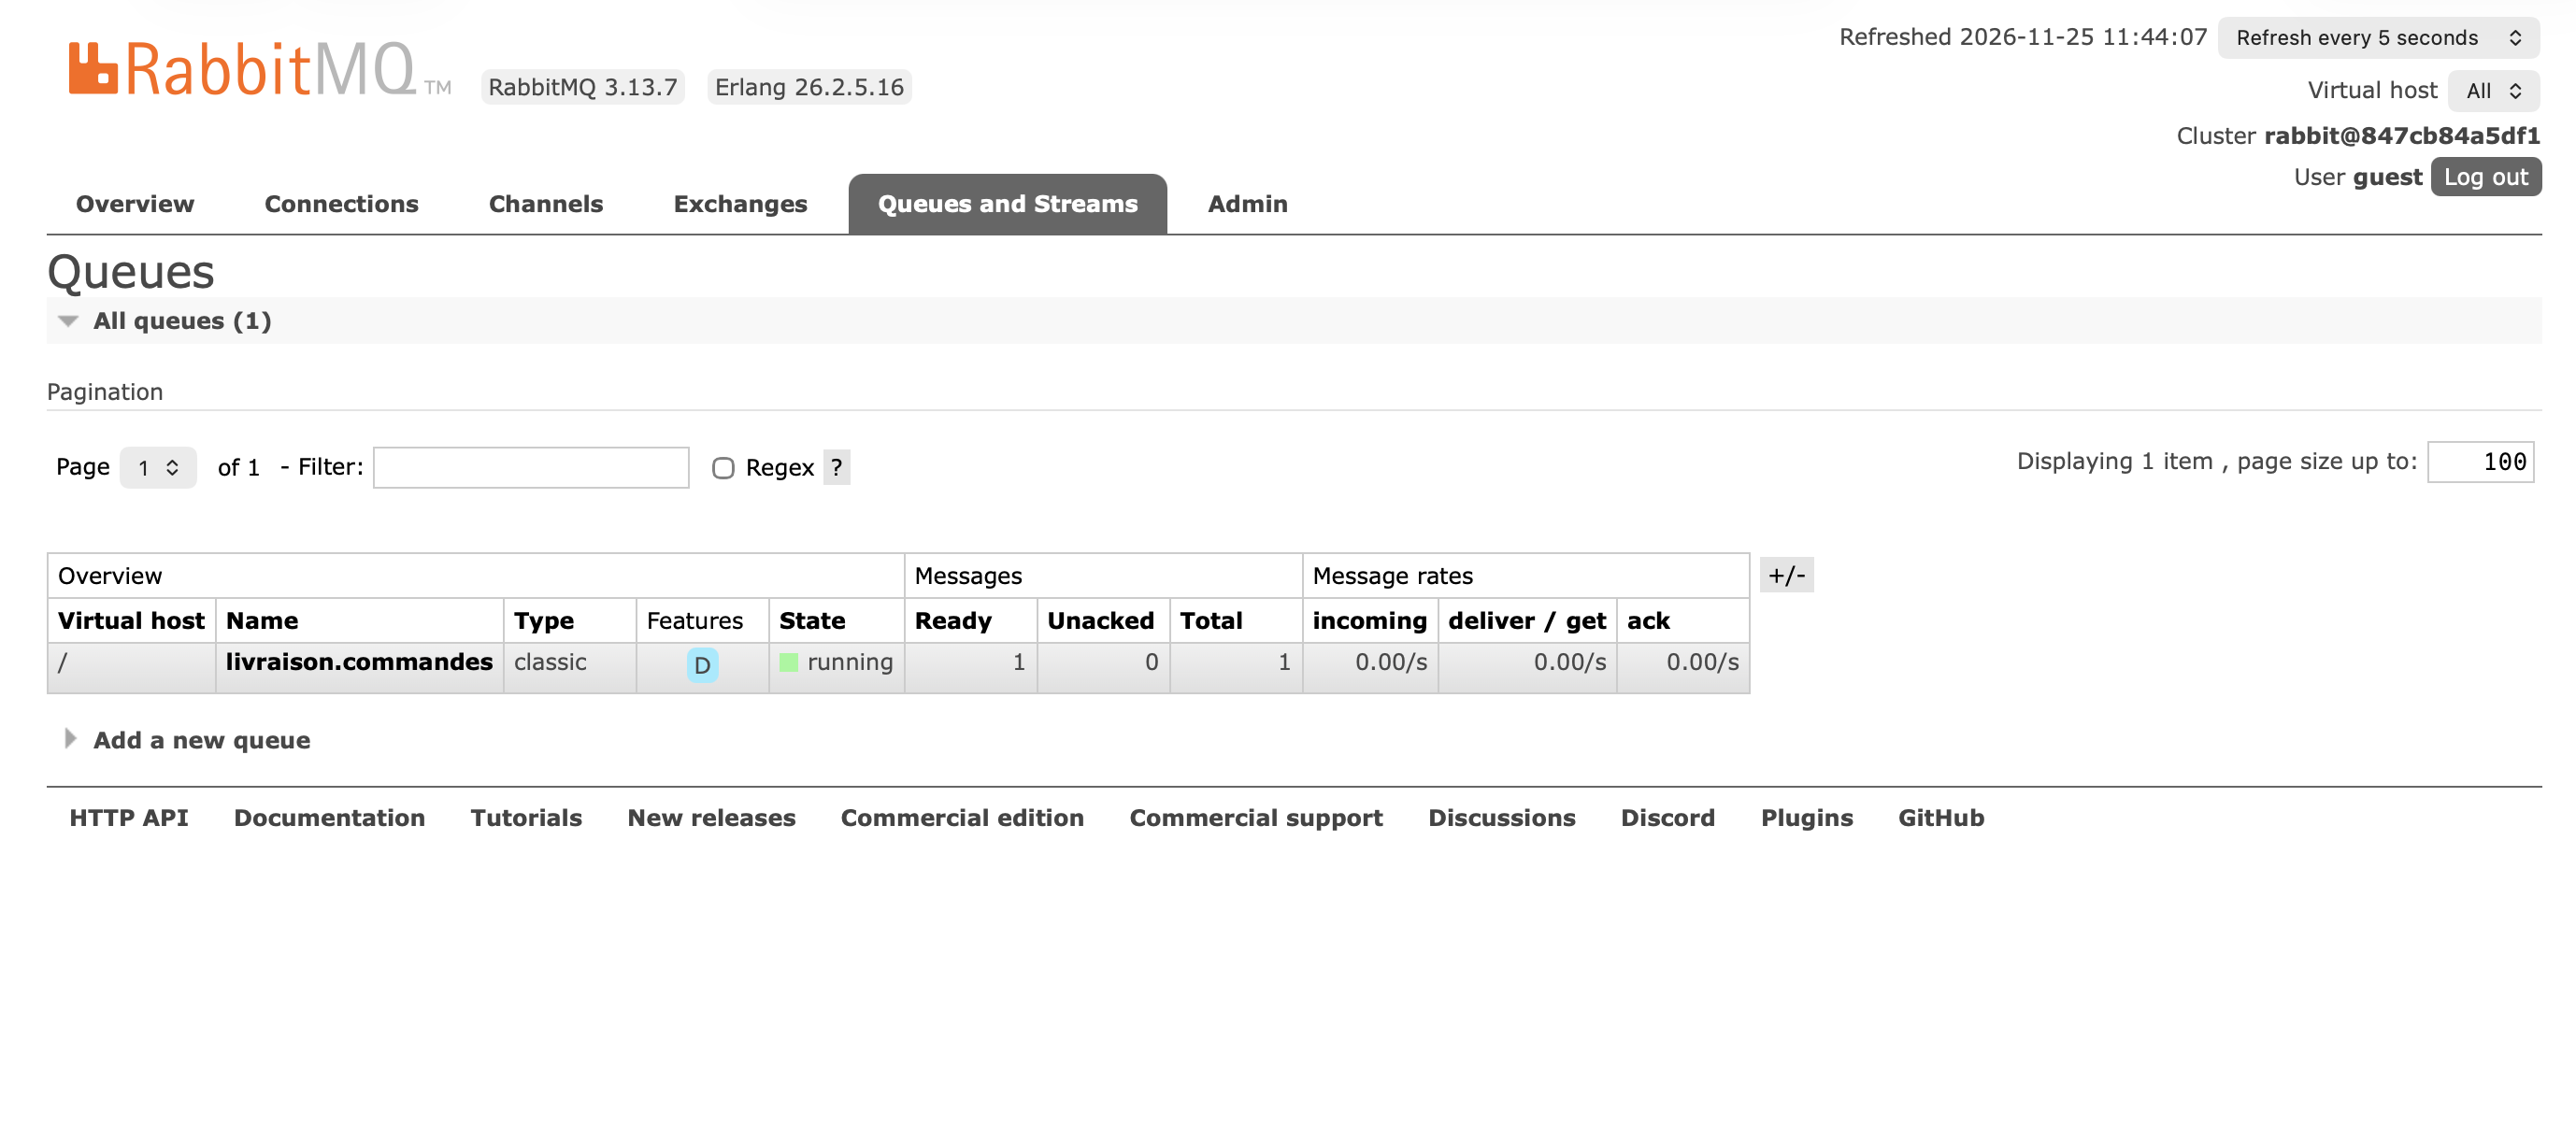 Refreshed 2026-11-25 11:44:07 Refresh every 5 seconds
RabbitMQ TM RabbitMQ 3.13.7 Erlang 26.2.5.16
Virtual host All
Cluster rabbit@847cb84a5df1
User guest Log out
Overview Connections Channels Exchanges Queues and Streams Admin
Queues
All queues (1)
Pagination
Page 1 of 1 - Filter: Regex ? Displaying 1 item , page size up to: 100
Overview Messages Message rates +/-
Virtual host Name Type Features State Ready Unacked Total incoming deliver / get ack
/ livraison.commandes classic D running 1 0 1 0.00/s 0.00/s 0.00/s
Add a new queue
HTTP API Documentation Tutorials New releases Commercial edition Commercial support Discussions Discord Plugins GitHub